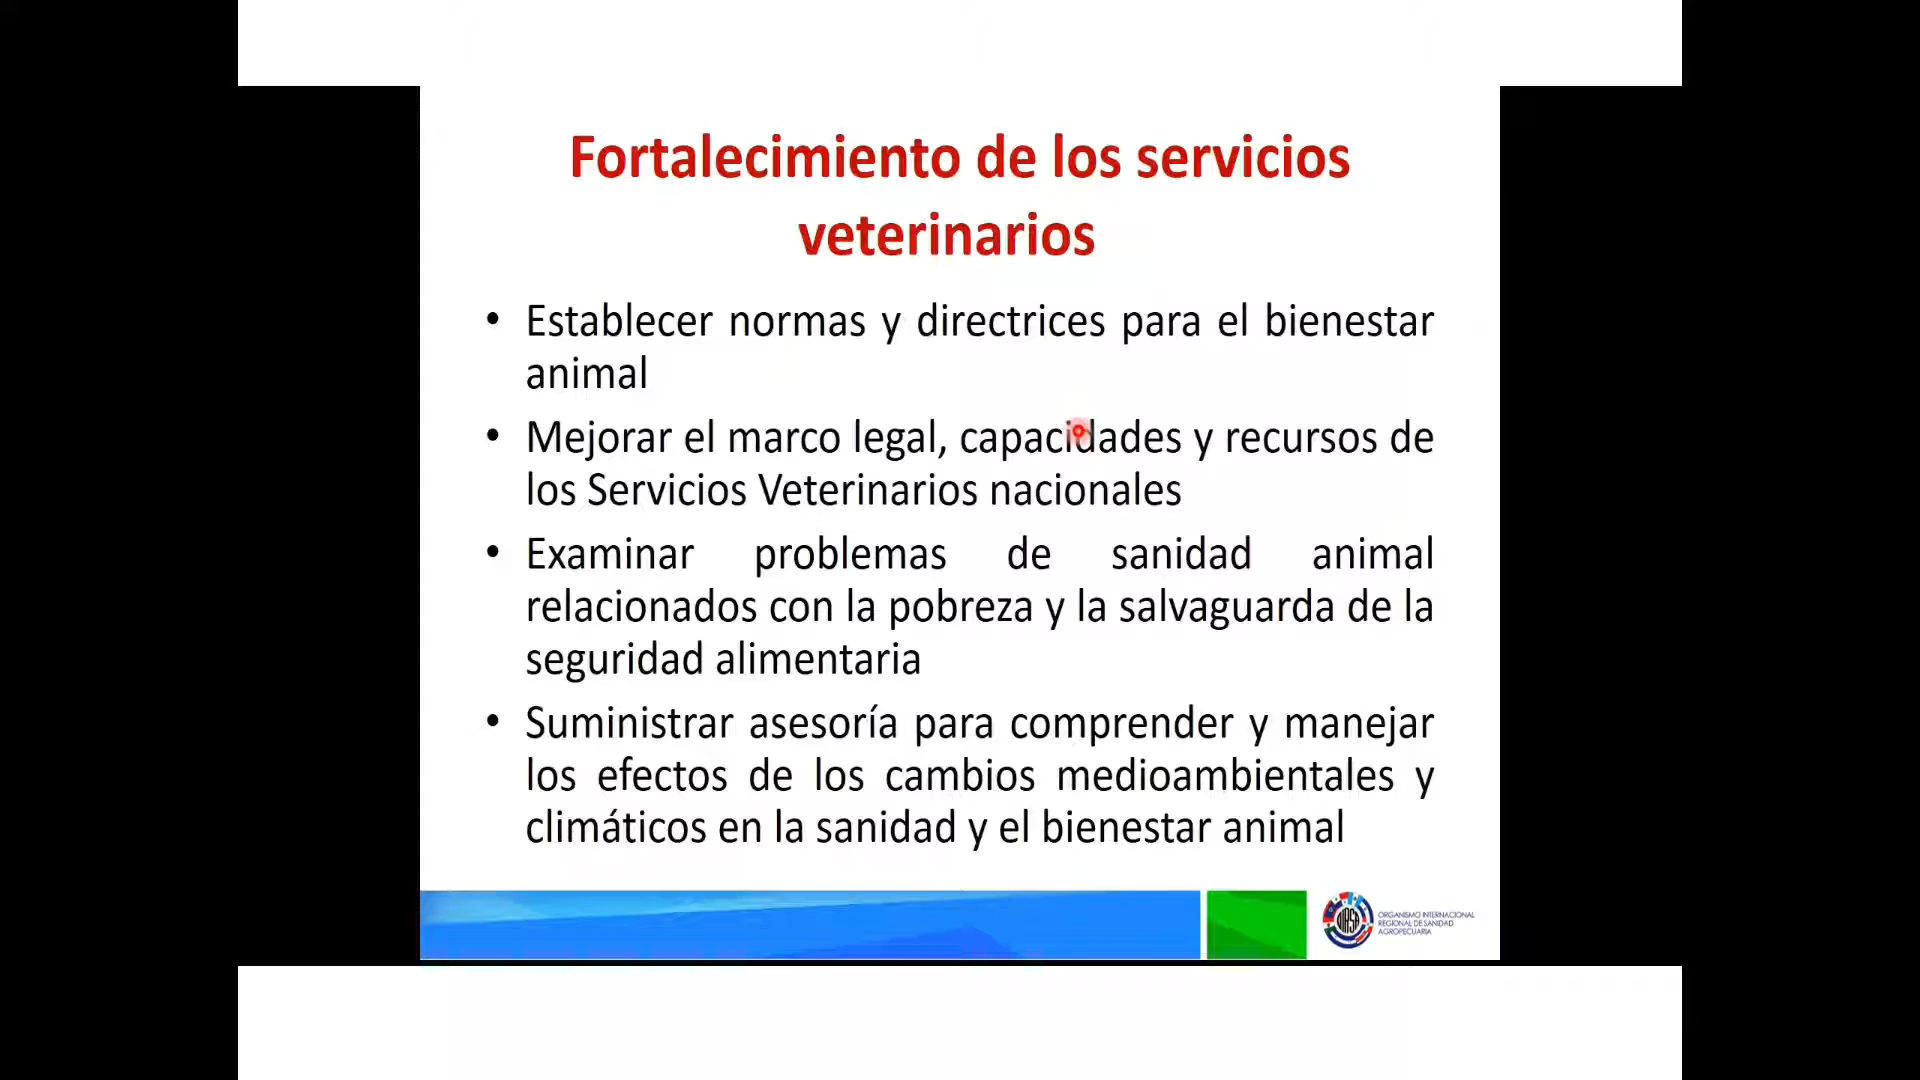 Fortalecimiento de los servicios
veterinarios
• Establecer normas y directrices para el bienestar
animal
• Mejorar el marco legal, capacidades y recursos de
los Servicios Veterinarios nacionales
• Examinar problemas de sanidad animal
relacionados con la pobreza y la salvaguarda de la
seguridad alimentaria
• Suministrar asesoría para comprender y manejar
los efectos de los cambios medioambientales y
climáticos en la sanidad y el bienestar animal
OIRSA
ORGANISMO INTERNACIONAL
REGIONAL DE SANIDAD
AGROPECUARIA